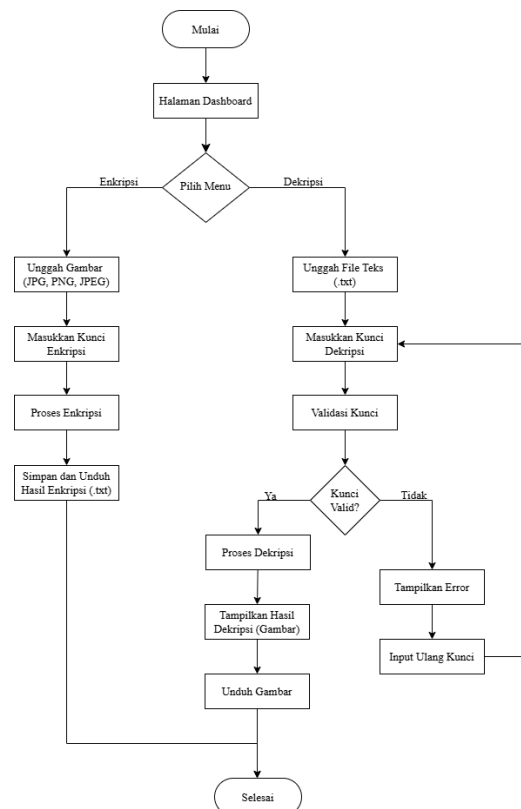 Mulai
Halaman Dashboard
Pilih Menu
Enkripsi
Dekripsi
Unggah Gambar
(JPG, PNG, JPEG)
Masukkan Kunci
Enkripsi
Proses Enkripsi
Simpan dan Unduh
Hasil Enkripsi (.txt)
Unggah File Teks
(.txt)
Masukkan Kunci
Dekripsi
Validasi Kunci
Kunci
Valid?
Ya
Tidak
Proses Dekripsi
Tampilkan Hasil
Dekripsi (Gambar)
Unduh Gambar
Tampilkan Error
Input Ulang Kunci
Selesai